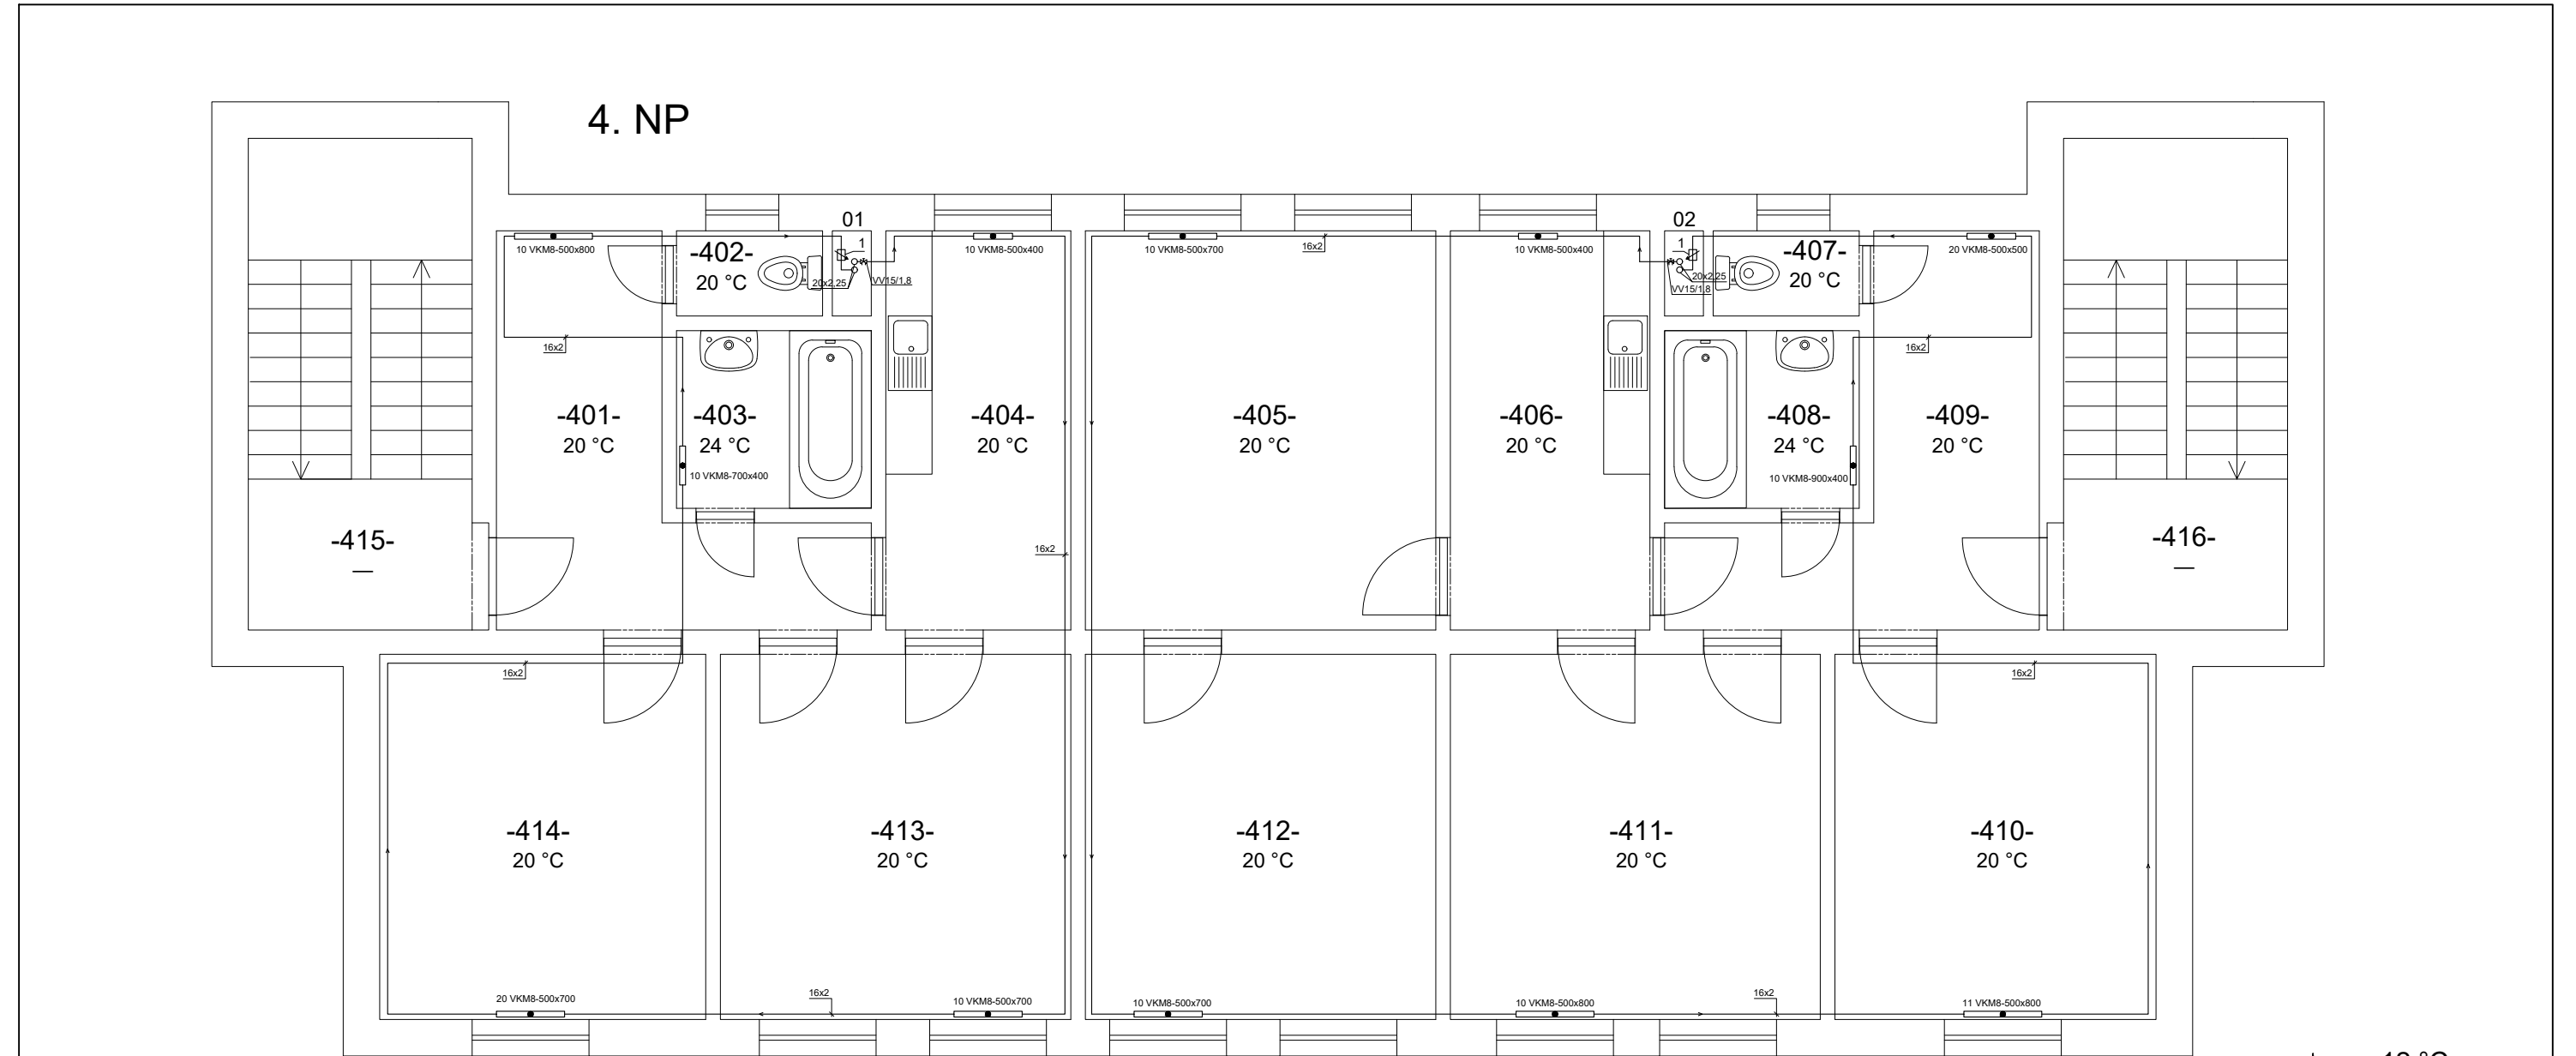 4. NP
01
02
1
1
10 VKM8-500x800
-402-
20 °C
20x2,25
VV15/1,8
10 VKM8-500x400
10 VKM8-500x700
16x2
10 VKM8-500x400
20x2,25
VV15/1,8
-407-
20 °C
20 VKM8-500x500
16x2
16x2
-401-
20 °C
-403-
24 °C
10 VKM8-700x400
-404-
20 °C
-405-
20 °C
-406-
20 °C
-408-
24 °C
10 VKM8-900x400
-409-
20 °C
-415-
—
16x2
-416-
—
16x2
16x2
-414-
20 °C
-413-
20 °C
-412-
20 °C
-411-
20 °C
-410-
20 °C
20 VKM8-500x700
16x2
10 VKM8-500x700
10 VKM8-500x700
10 VKM8-500x800
16x2
11 VKM8-500x800